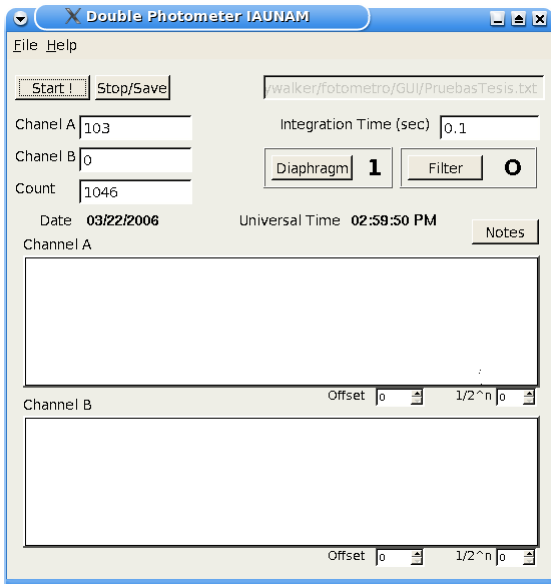 Double Photometer IAUNAM
File Help
Start ! Stop/Save ywalker/fotometro/GUI/PruebasTesis.txt
Chanel A 103 Integration Time (sec) 0.1
Chanel B 0
Diaphragm 1 Filter O
Count 1046
Date 03/22/2006 Universal Time 02:59:50 PM
Notes
Channel A
Offset 0 1/2^n 0
Channel B
Offset 0 1/2^n 0